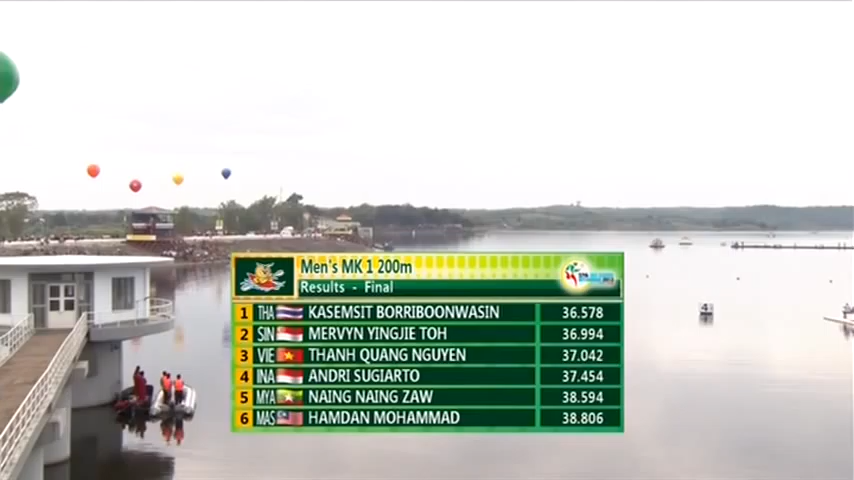 Men's MK 1 200m
Results - Final
1 THA KASEMSIT BORRIBOONWASIN 36.578
2 SIN MERVYN YINGJIE TOH 36.994
3 VIE THANH QUANG NGUYEN 37.042
4 INA ANDRI SUGIARTO 37.454
5 MYA NAING NAING ZAW 38.594
6 MAS HAMDAN MOHAMMAD 38.806
4